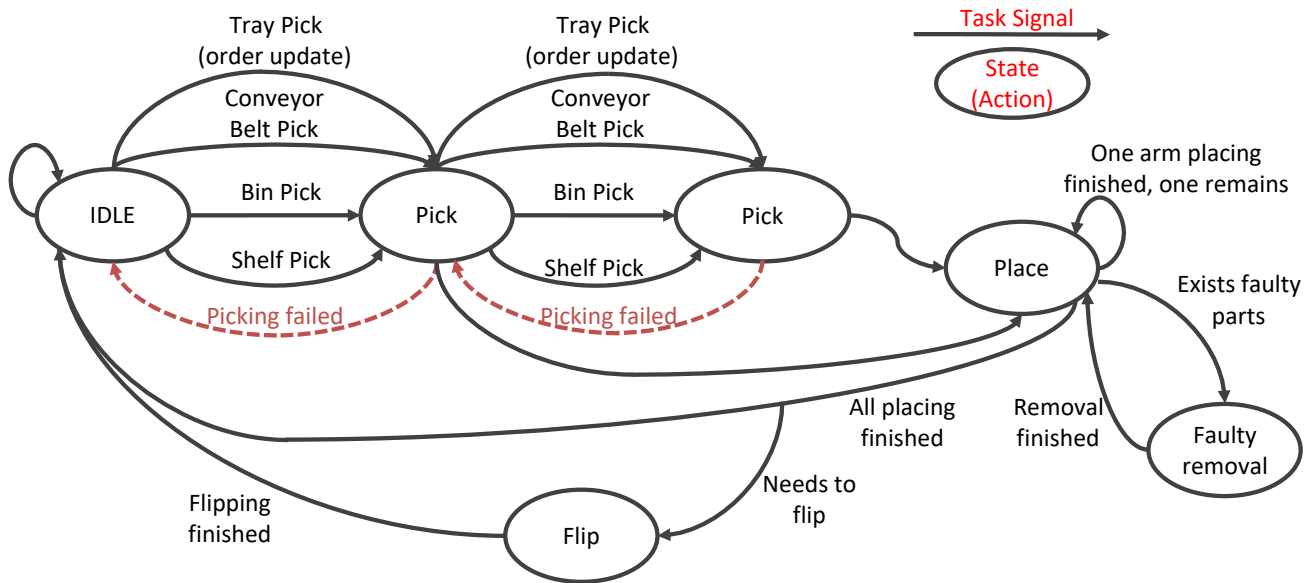 Tray Pick
(order update)
Tray Pick
(order update)
Task Signal
State
(Action)
Conveyor
Belt Pick
Conveyor
Belt Pick
One arm placing
finished, one remains
IDLE
Bin Pick
Pick
Bin Pick
Pick
Shelf Pick
Shelf Pick
Place
Picking failed
Picking failed
Exists faulty
parts
All placing
finished
Removal
finished
Faulty
removal
Flipping
finished
Needs to
flip
Flip